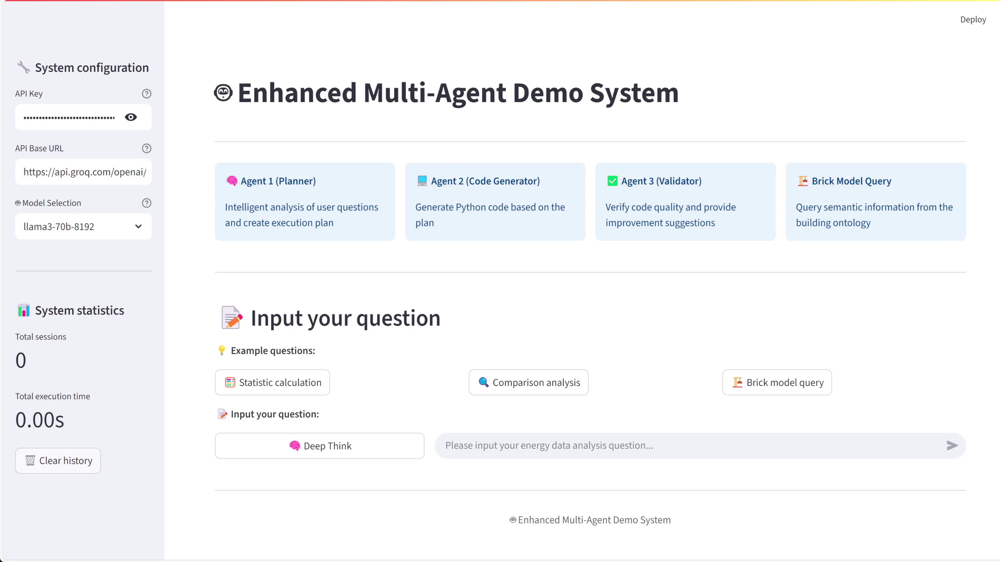 Deploy
System configuration
API Key
••••••••••••••••••••••••••••••
API Base URL
https://api.groq.com/openai/
Model Selection
llama3-70b-8192
System statistics
Total sessions
0
Total execution time
0.00s
Clear history
Enhanced Multi-Agent Demo System
Agent 1 (Planner)
Intelligent analysis of user questions
and create execution plan
Agent 2 (Code Generator)
Generate Python code based on the
plan
Agent 3 (Validator)
Verify code quality and provide
improvement suggestions
Brick Model Query
Query semantic information from the
building ontology
Input your question
Example questions:
Statistic calculation
Comparison analysis
Brick model query
Input your question:
Deep Think
Please input your energy data analysis question...
Enhanced Multi-Agent Demo System